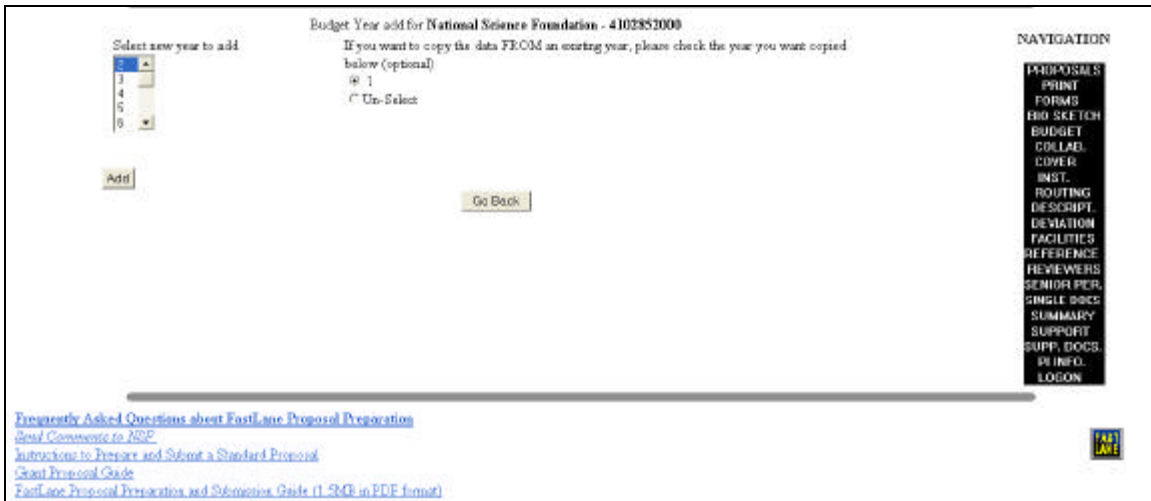 Budget Year add for National Science Foundation - 4102852000
Select new year to add
If you want to copy the data FROM an existing year, please check the year you want copied
below (optional)
2
3
4
5
6
1
Un-Select
Add
Go Back
NAVIGATION
PROPOSALS
PRINT
FORMS
BIO SKETCH
BUDGET
COLLAB.
COVER
INST.
ROUTING
DESCRIPT.
DEVIATION
FACILITIES
REFERENCE
REVIEWERS
SENIOR PER.
SINGLE DOCS
SUMMARY
SUPPORT
SUPP. DOCS.
PI INFO.
LOGON
Frequently Asked Questions about FastLane Proposal Preparation
Send Comments to NSF
Instructions to Prepare and Submit a Standard Proposal
Grant Proposal Guide
FastLane Proposal Preparation and Submission Guide (1.5MB in PDF format)
FAST
LANE